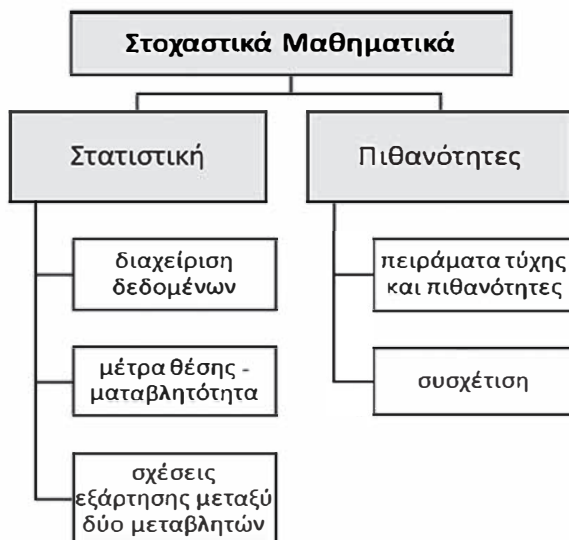 Στοχαστικά Μαθηματικά
Στατιστική
διαχείριση
δεδομένων
μέτρα θέσης -
ματαβλητότητα
σχέσεις
εξάρτησης μεταξύ
δύο μεταβλητών
Πιθανότητες
πειράματα τύχης
και πιθανότητες
συσχέτιση